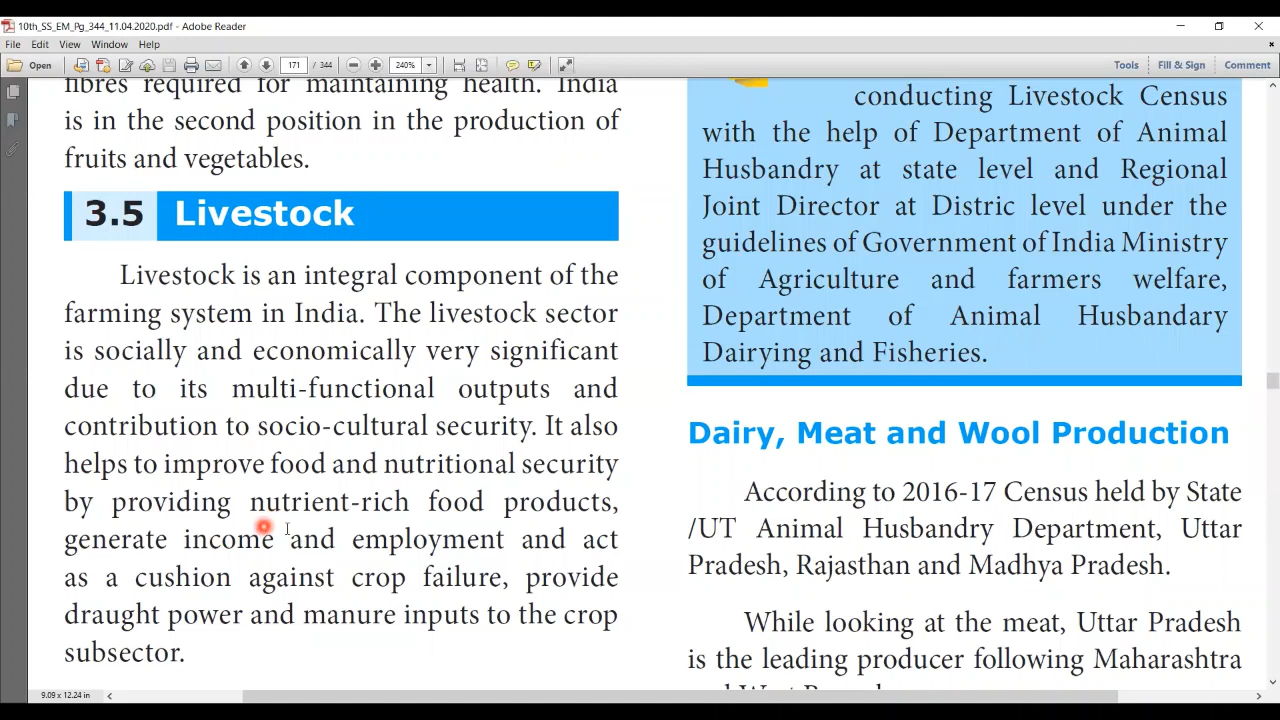 10th_SS_EM_Pg_344_11.04.2020.pdf - Adobe Reader
File Edit View Window Help
Open 171 / 344 240% Tools Fill & Sign Comment
fibres required for maintaining health. India
is in the second position in the production of
fruits and vegetables.
3.5 Livestock
Livestock is an integral component of the
farming system in India. The livestock sector
is socially and economically very significant
due to its multi-functional outputs and
contribution to socio-cultural security. It also
helps to improve food and nutritional security
by providing nutrient-rich food products,
generate income and employment and act
as a cushion against crop failure, provide
draught power and manure inputs to the crop
subsector.
conducting Livestock Census
with the help of Department of Animal
Husbandry at state level and Regional
Joint Director at Distric level under the
guidelines of Government of India Ministry
of Agriculture and farmers welfare,
Department of Animal Husbandary
Dairying and Fisheries.
Dairy, Meat and Wool Production
According to 2016-17 Census held by State
/UT Animal Husbandry Department, Uttar
Pradesh, Rajasthan and Madhya Pradesh.
While looking at the meat, Uttar Pradesh
is the leading producer following Maharashtra
9.09 x 12.24 in